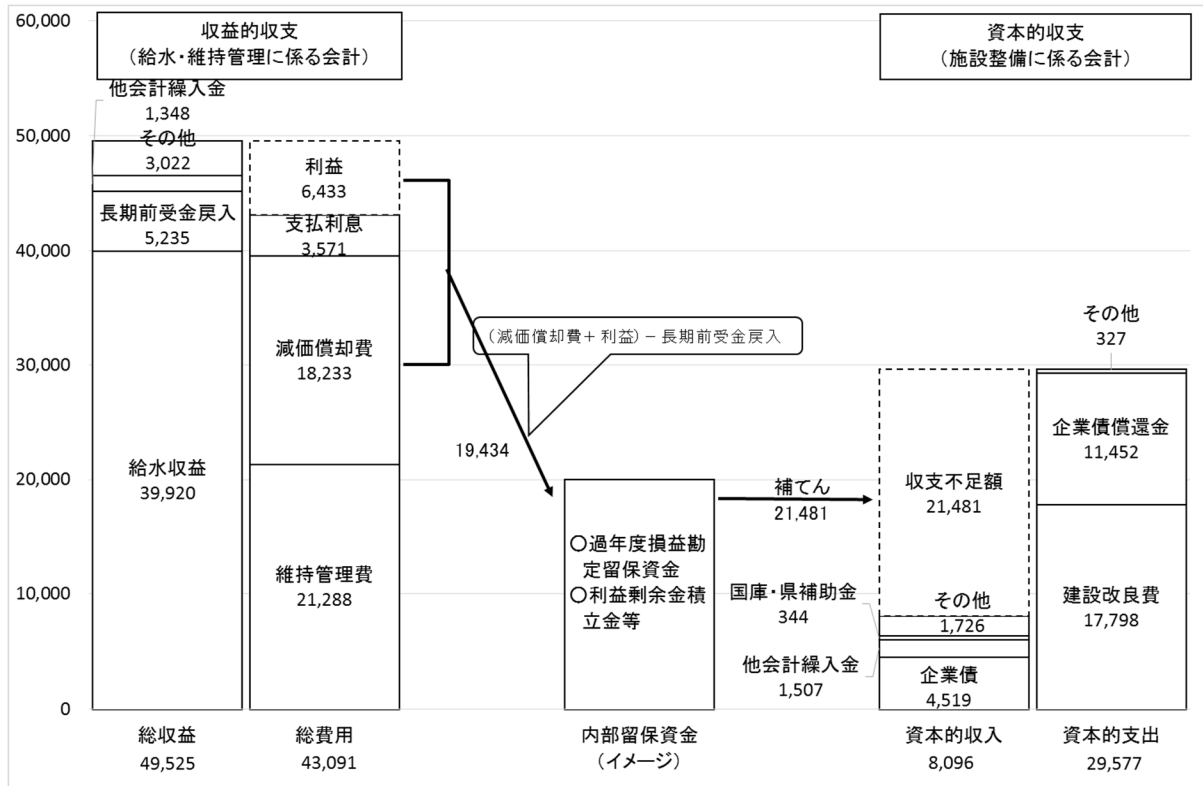 60,000
50,000
40,000
30,000
20,000
10,000
0
収益的収支
（給水・維持管理に係る会計）
資本的収支
（施設整備に係る会計）
他会計繰入金
1,348
その他
3,022
長期前受金戻入
5,235
給水収益
39,920
利益
6,433
支払利息
3,571
減価償却費
18,233
維持管理費
21,288
(減価償却費＋利益)－長期前受金戻入
19,434
○過年度損益勘
定留保資金
○利益剰余金積
立金等
補てん
21,481
収支不足額
21,481
国庫・県補助金
344
その他
1,726
他会計繰入金
1,507
企業債
4,519
その他
327
企業債償還金
11,452
建設改良費
17,798
総収益
49,525
総費用
43,091
内部留保資金
（イメージ）
資本的収入
8,096
資本的支出
29,577